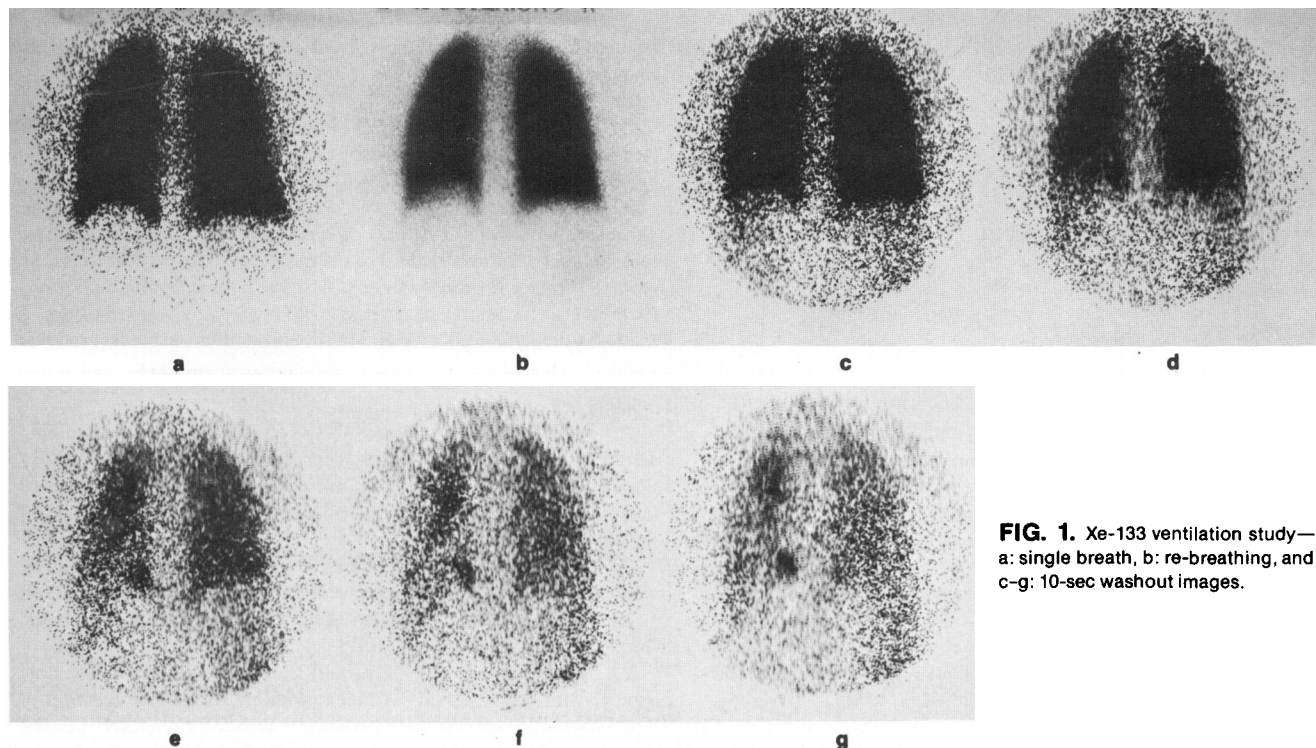 a
b
c
d
e
f
g
FIG. 1. Xe-133 ventilation study—
a: single breath, b: re-breathing, and
c–g: 10-sec washout images.